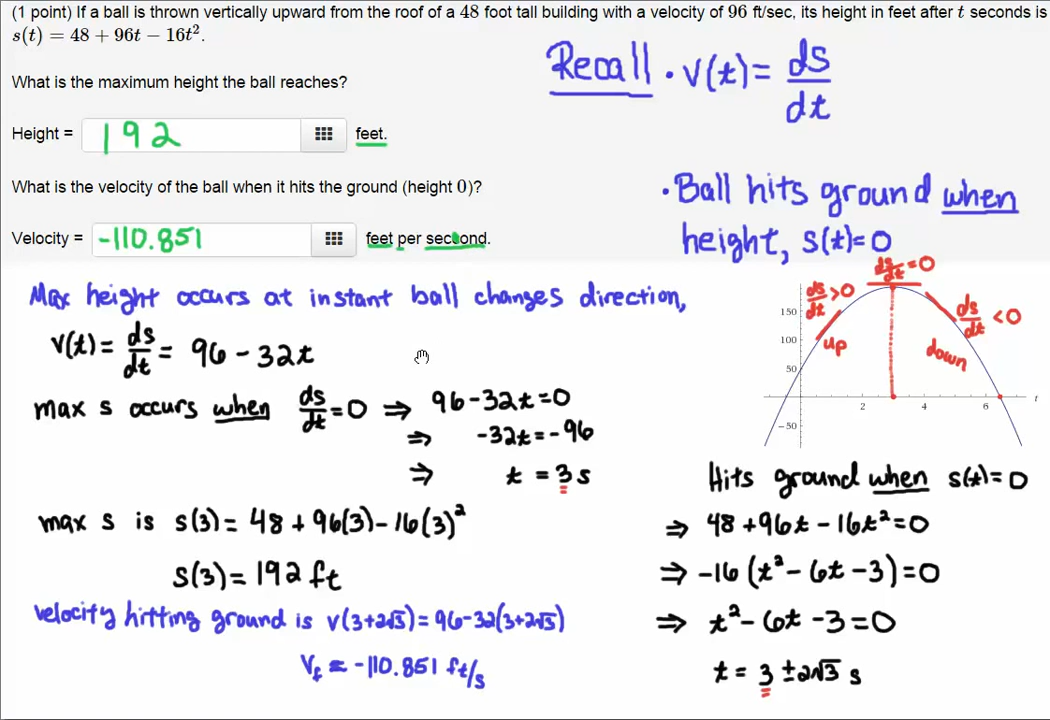 (1 point) If a ball is thrown vertically upward from the roof of a 48 foot tall building with a velocity of 96 ft/sec, its height in feet after t seconds is
s(t) = 48 + 96t − 16t².
What is the maximum height the ball reaches?
Height = 192 feet.
What is the velocity of the ball when it hits the ground (height 0)?
Velocity = -110.851 feet per second.
Recall • v(t) = ds/dt
• Ball hits ground when
height, s(t)=0
Max height occurs at instant ball changes direction,
v(t) = ds/dt = 96 - 32t
max s occurs when ds/dt = 0 ⇒ 96-32t=0
⇒ -32t=-96
⇒ t = 3 s
max s is s(3) = 48 + 96(3) - 16(3)²
s(3) = 192 ft
velocity hitting ground is v(3+2√3) = 96-32(3+2√3)
Vf = -110.851 ft/s
ds/dt = 0
ds/dt > 0
ds/dt < 0
up
down
150
100
50
−50
2
4
6
t
Hits ground when s(t)=0
⇒ 48+96t-16t²=0
⇒ -16(t²-6t-3)=0
⇒ t²-6t-3=0
t = 3 ±2√3 s